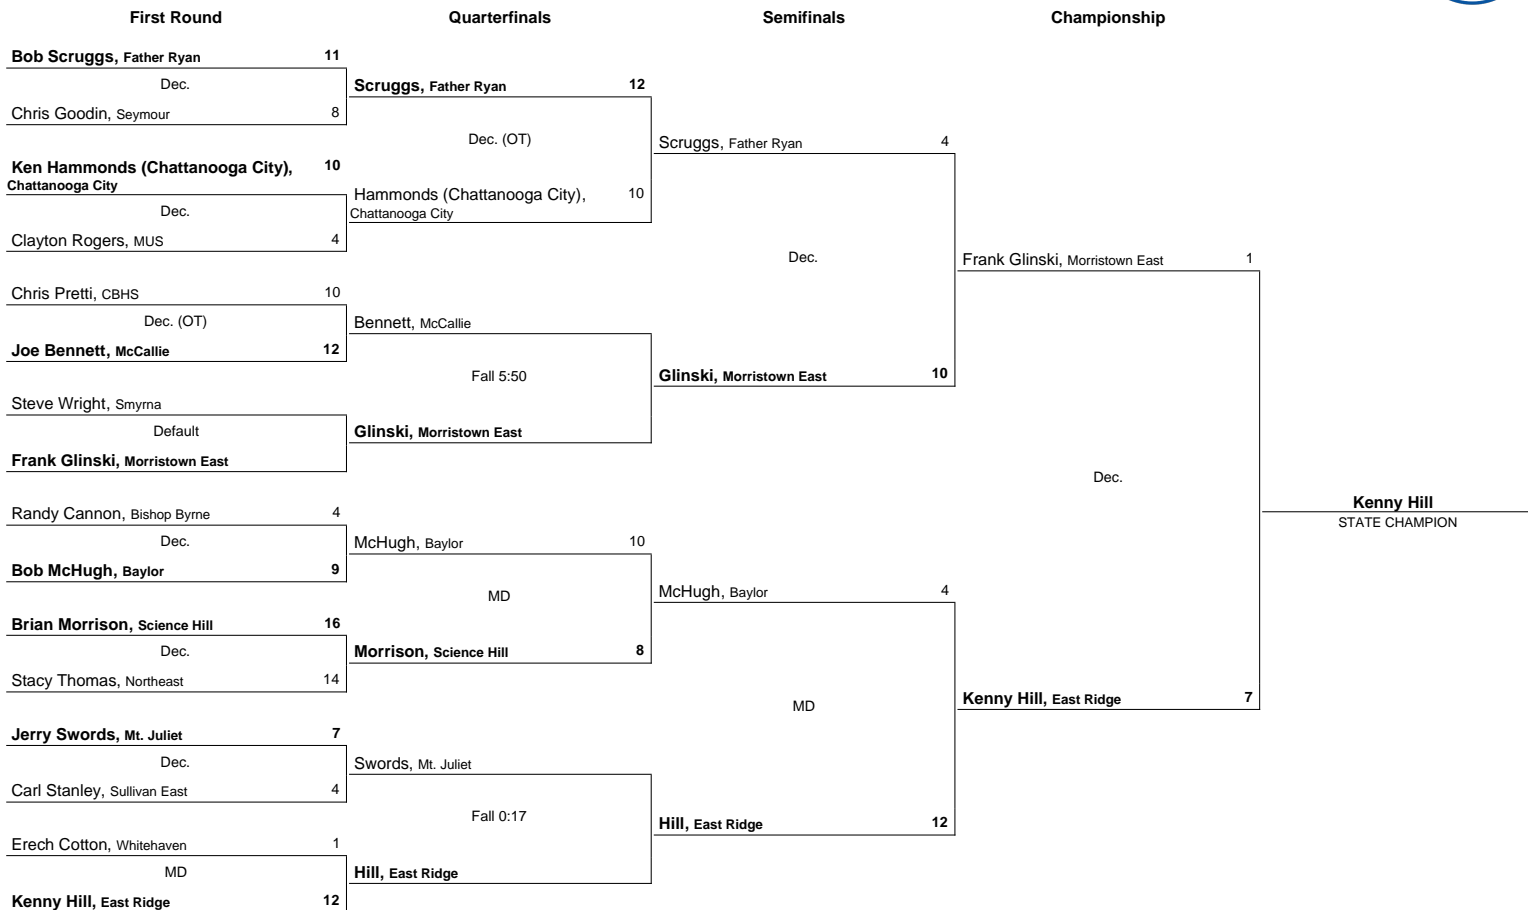 First Round
Quarterfinals
Semifinals
Championship
Bob Scruggs, Father Ryan 11
Dec.
Chris Goodin, Seymour 8
Ken Hammonds (Chattanooga City), 10
Chattanooga City
Dec.
Clayton Rogers, MUS 4
Chris Pretti, CBHS 10
Dec. (OT)
Joe Bennett, McCallie 12
Steve Wright, Smyrna
Default
Frank Glinski, Morristown East
Randy Cannon, Bishop Byrne 4
Dec.
Bob McHugh, Baylor 9
Brian Morrison, Science Hill 16
Dec.
Stacy Thomas, Northeast 14
Jerry Swords, Mt. Juliet 7
Dec.
Carl Stanley, Sullivan East 4
Erech Cotton, Whitehaven 1
MD
Kenny Hill, East Ridge 12
Scruggs, Father Ryan 12
Dec. (OT)
Hammonds (Chattanooga City), 10
Chattanooga City
Bennett, McCallie
Fall 5:50
Glinski, Morristown East
McHugh, Baylor 10
MD
Morrison, Science Hill 8
Swords, Mt. Juliet
Fall 0:17
Hill, East Ridge
Scruggs, Father Ryan 4
Dec.
Glinski, Morristown East 10
McHugh, Baylor 4
MD
Hill, East Ridge 12
Frank Glinski, Morristown East 1
Dec.
Kenny Hill, East Ridge 7
Kenny Hill
STATE CHAMPION